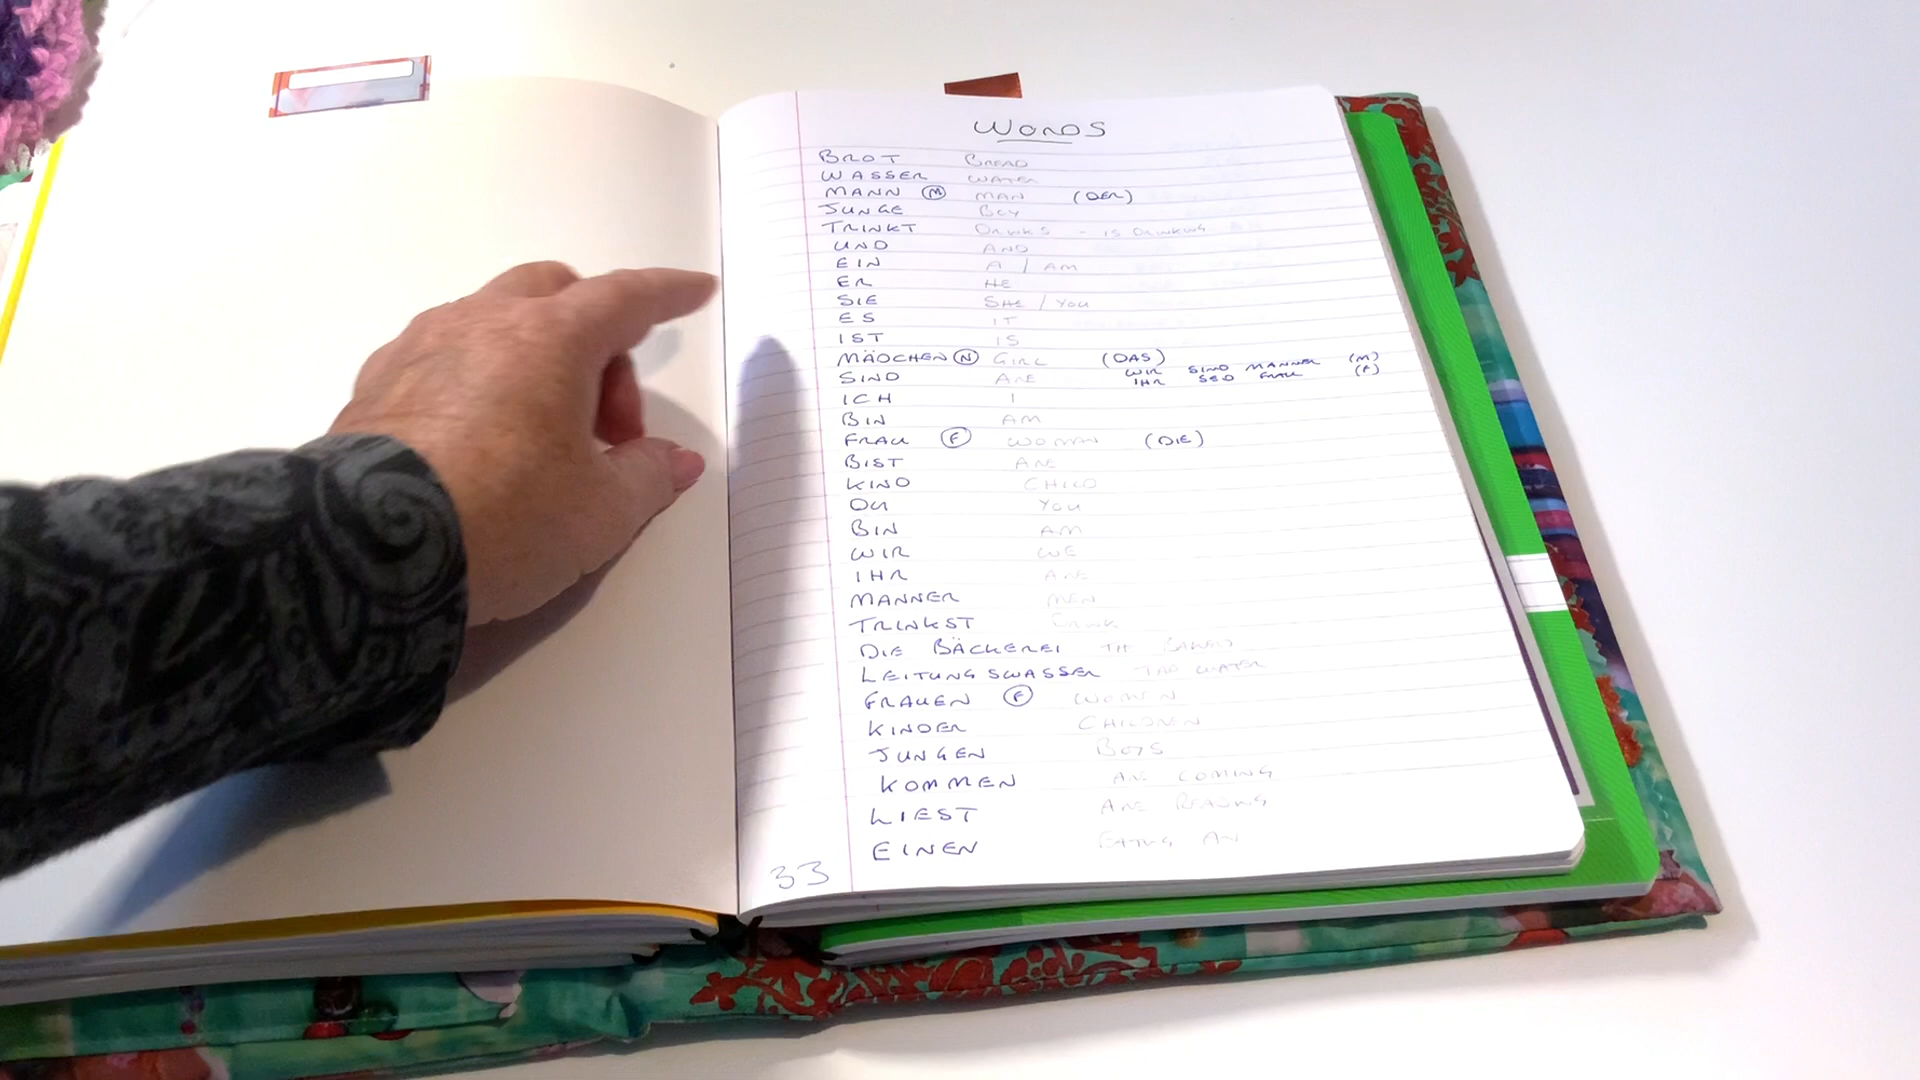 WORDS
BROT BREAD
WASSER WATER
MANN (M) MAN (DER)
JUNGE BOY
TRINKT DRINKS - IS DRINKING
UND AND
EIN A / AM
ER HE
SIE SHE / YOU
ES IT
IST IS
MÄDCHEN (N) GIRL (DAS)
SIND ARE WIR SIND MANNER (M)
IHR FRAU (F)
ICH I
BIN AM
FRAU (F) WOMAN (DIE)
BIST ARE
KIND CHILD
DU YOU
BIN AM
WIR WE
IHR ARE
MANNER MEN
TRINKST DRINK
DIE BÄCKEREI
LEITUNGSWASSER TAP WATER
FRAUEN (F) WOMEN
KINDER CHILDREN
JUNGEN BOYS
KOMMEN ARE COMING
LIEST ARE READING
EINEN EATING AN
33